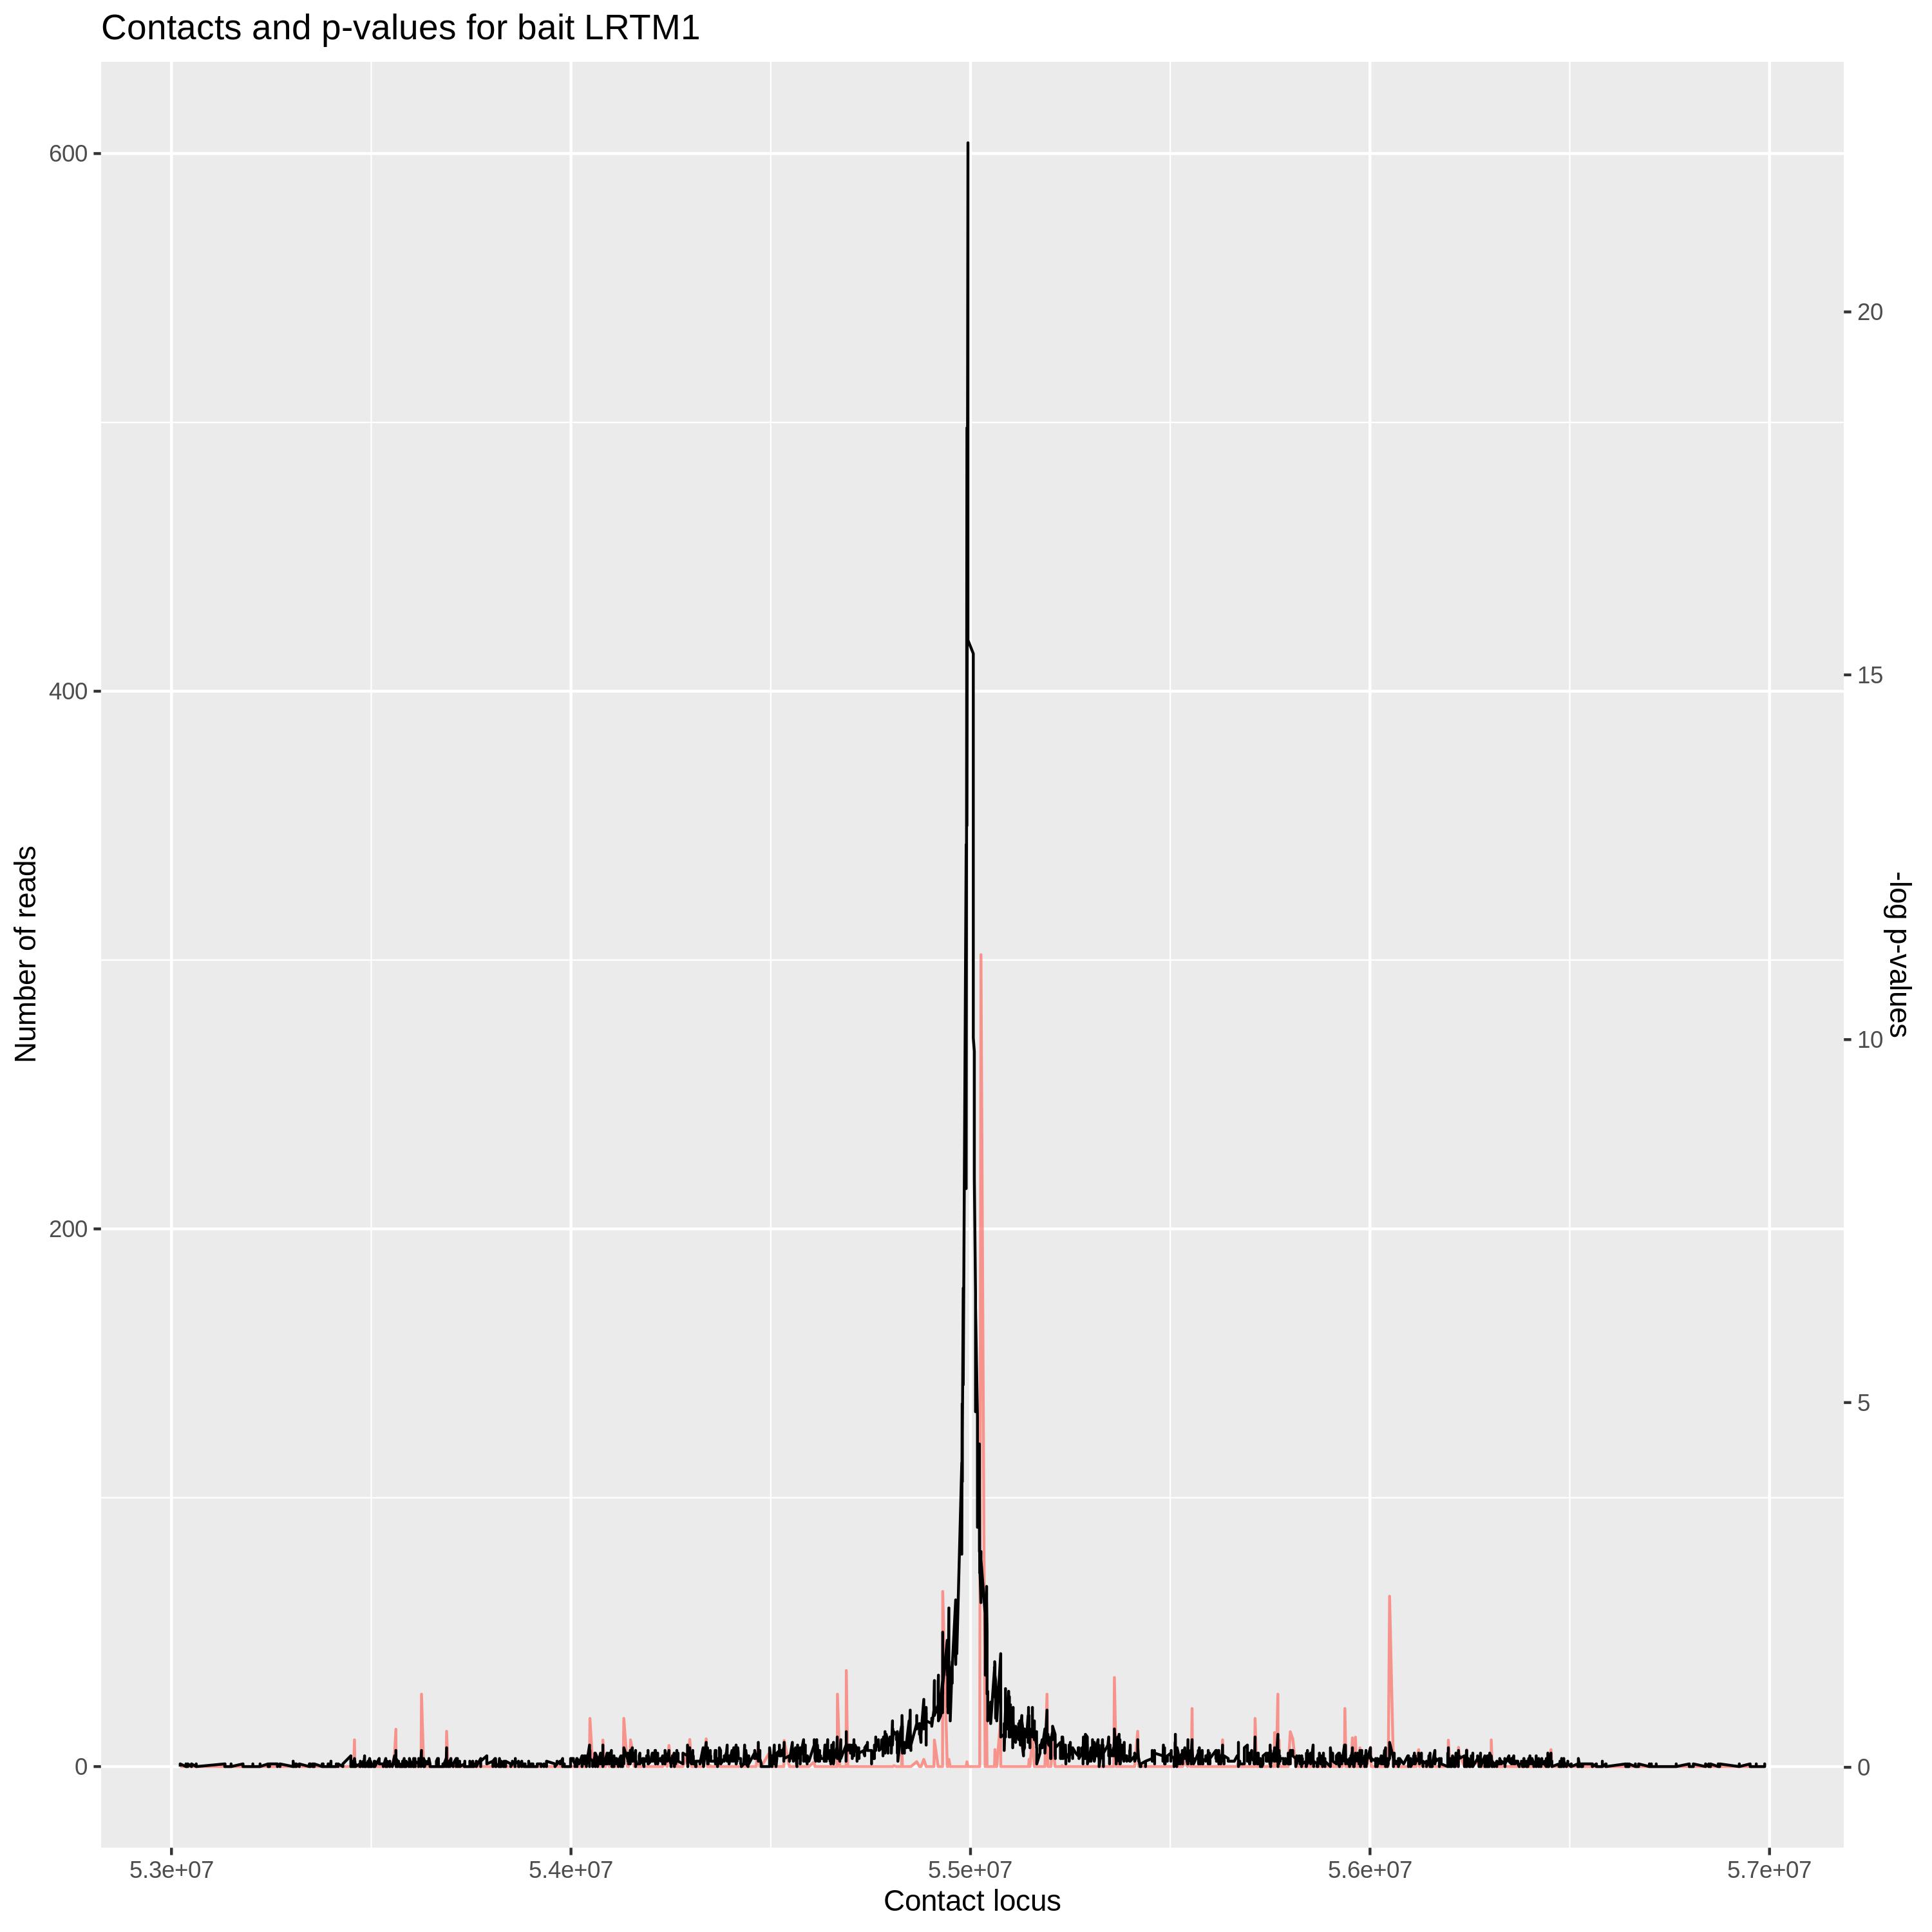 Contacts and p-values for bait LRTM1
600
400
200
0
Number of reads
20
15
10
5
0
-log p-values
5.3e+07 5.4e+07 5.5e+07 5.6e+07 5.7e+07
Contact locus